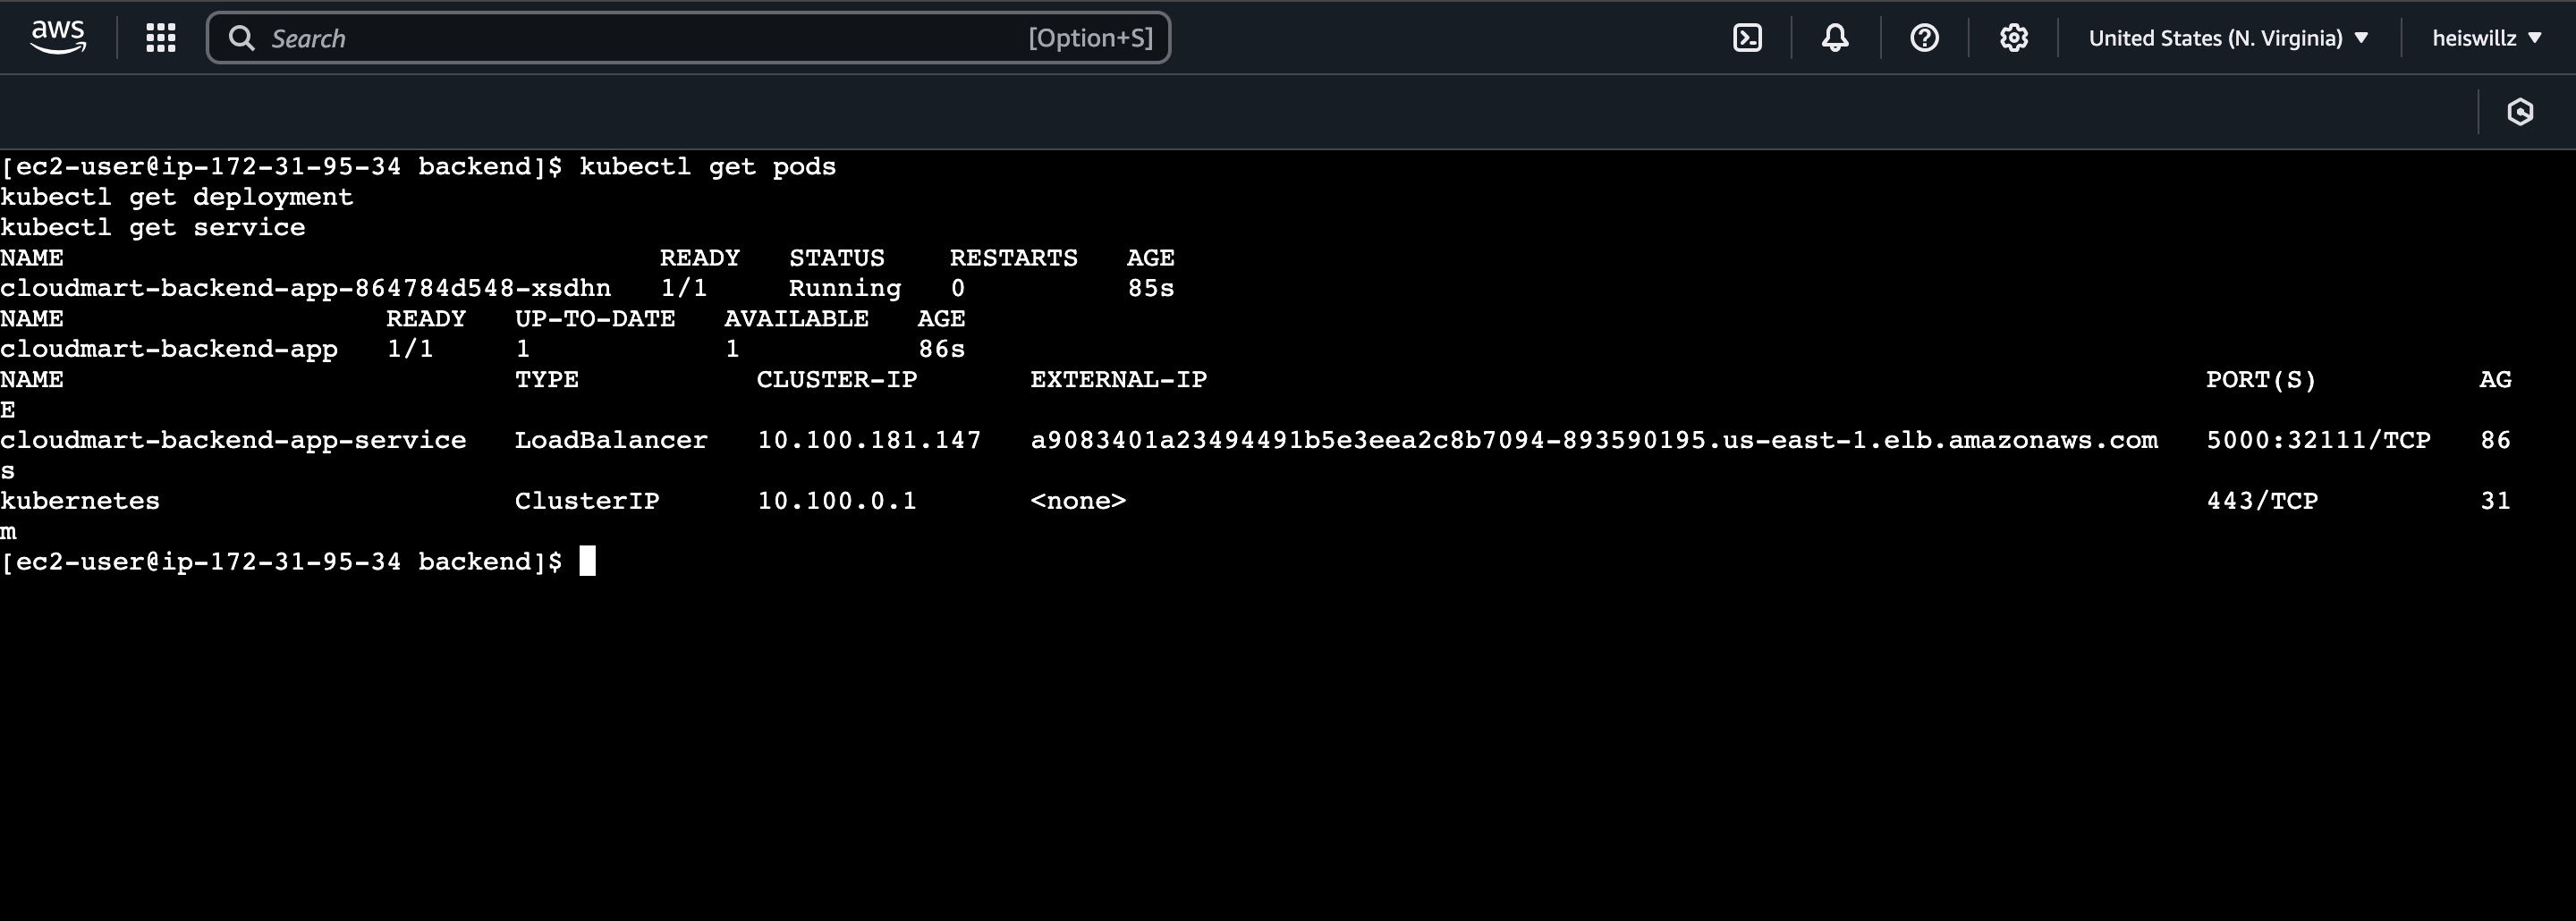 aws
Search [Option+S]
United States (N. Virginia)
heiswillz
[ec2-user@ip-172-31-95-34 backend]$ kubectl get pods
kubectl get deployment
kubectl get service
NAME                                     READY   STATUS    RESTARTS   AGE
cloudmart-backend-app-864784d548-xsdhn   1/1     Running   0          85s
NAME                    READY   UP-TO-DATE   AVAILABLE   AGE
cloudmart-backend-app   1/1     1            1           86s
NAME                            TYPE           CLUSTER-IP       EXTERNAL-IP                                                              PORT(S)          AG
E
cloudmart-backend-app-service   LoadBalancer   10.100.181.147   a9083401a23494491b5e3eea2c8b7094-893590195.us-east-1.elb.amazonaws.com   5000:32111/TCP   86
s
kubernetes                      ClusterIP      10.100.0.1       <none>                                                                   443/TCP          31
m
[ec2-user@ip-172-31-95-34 backend]$